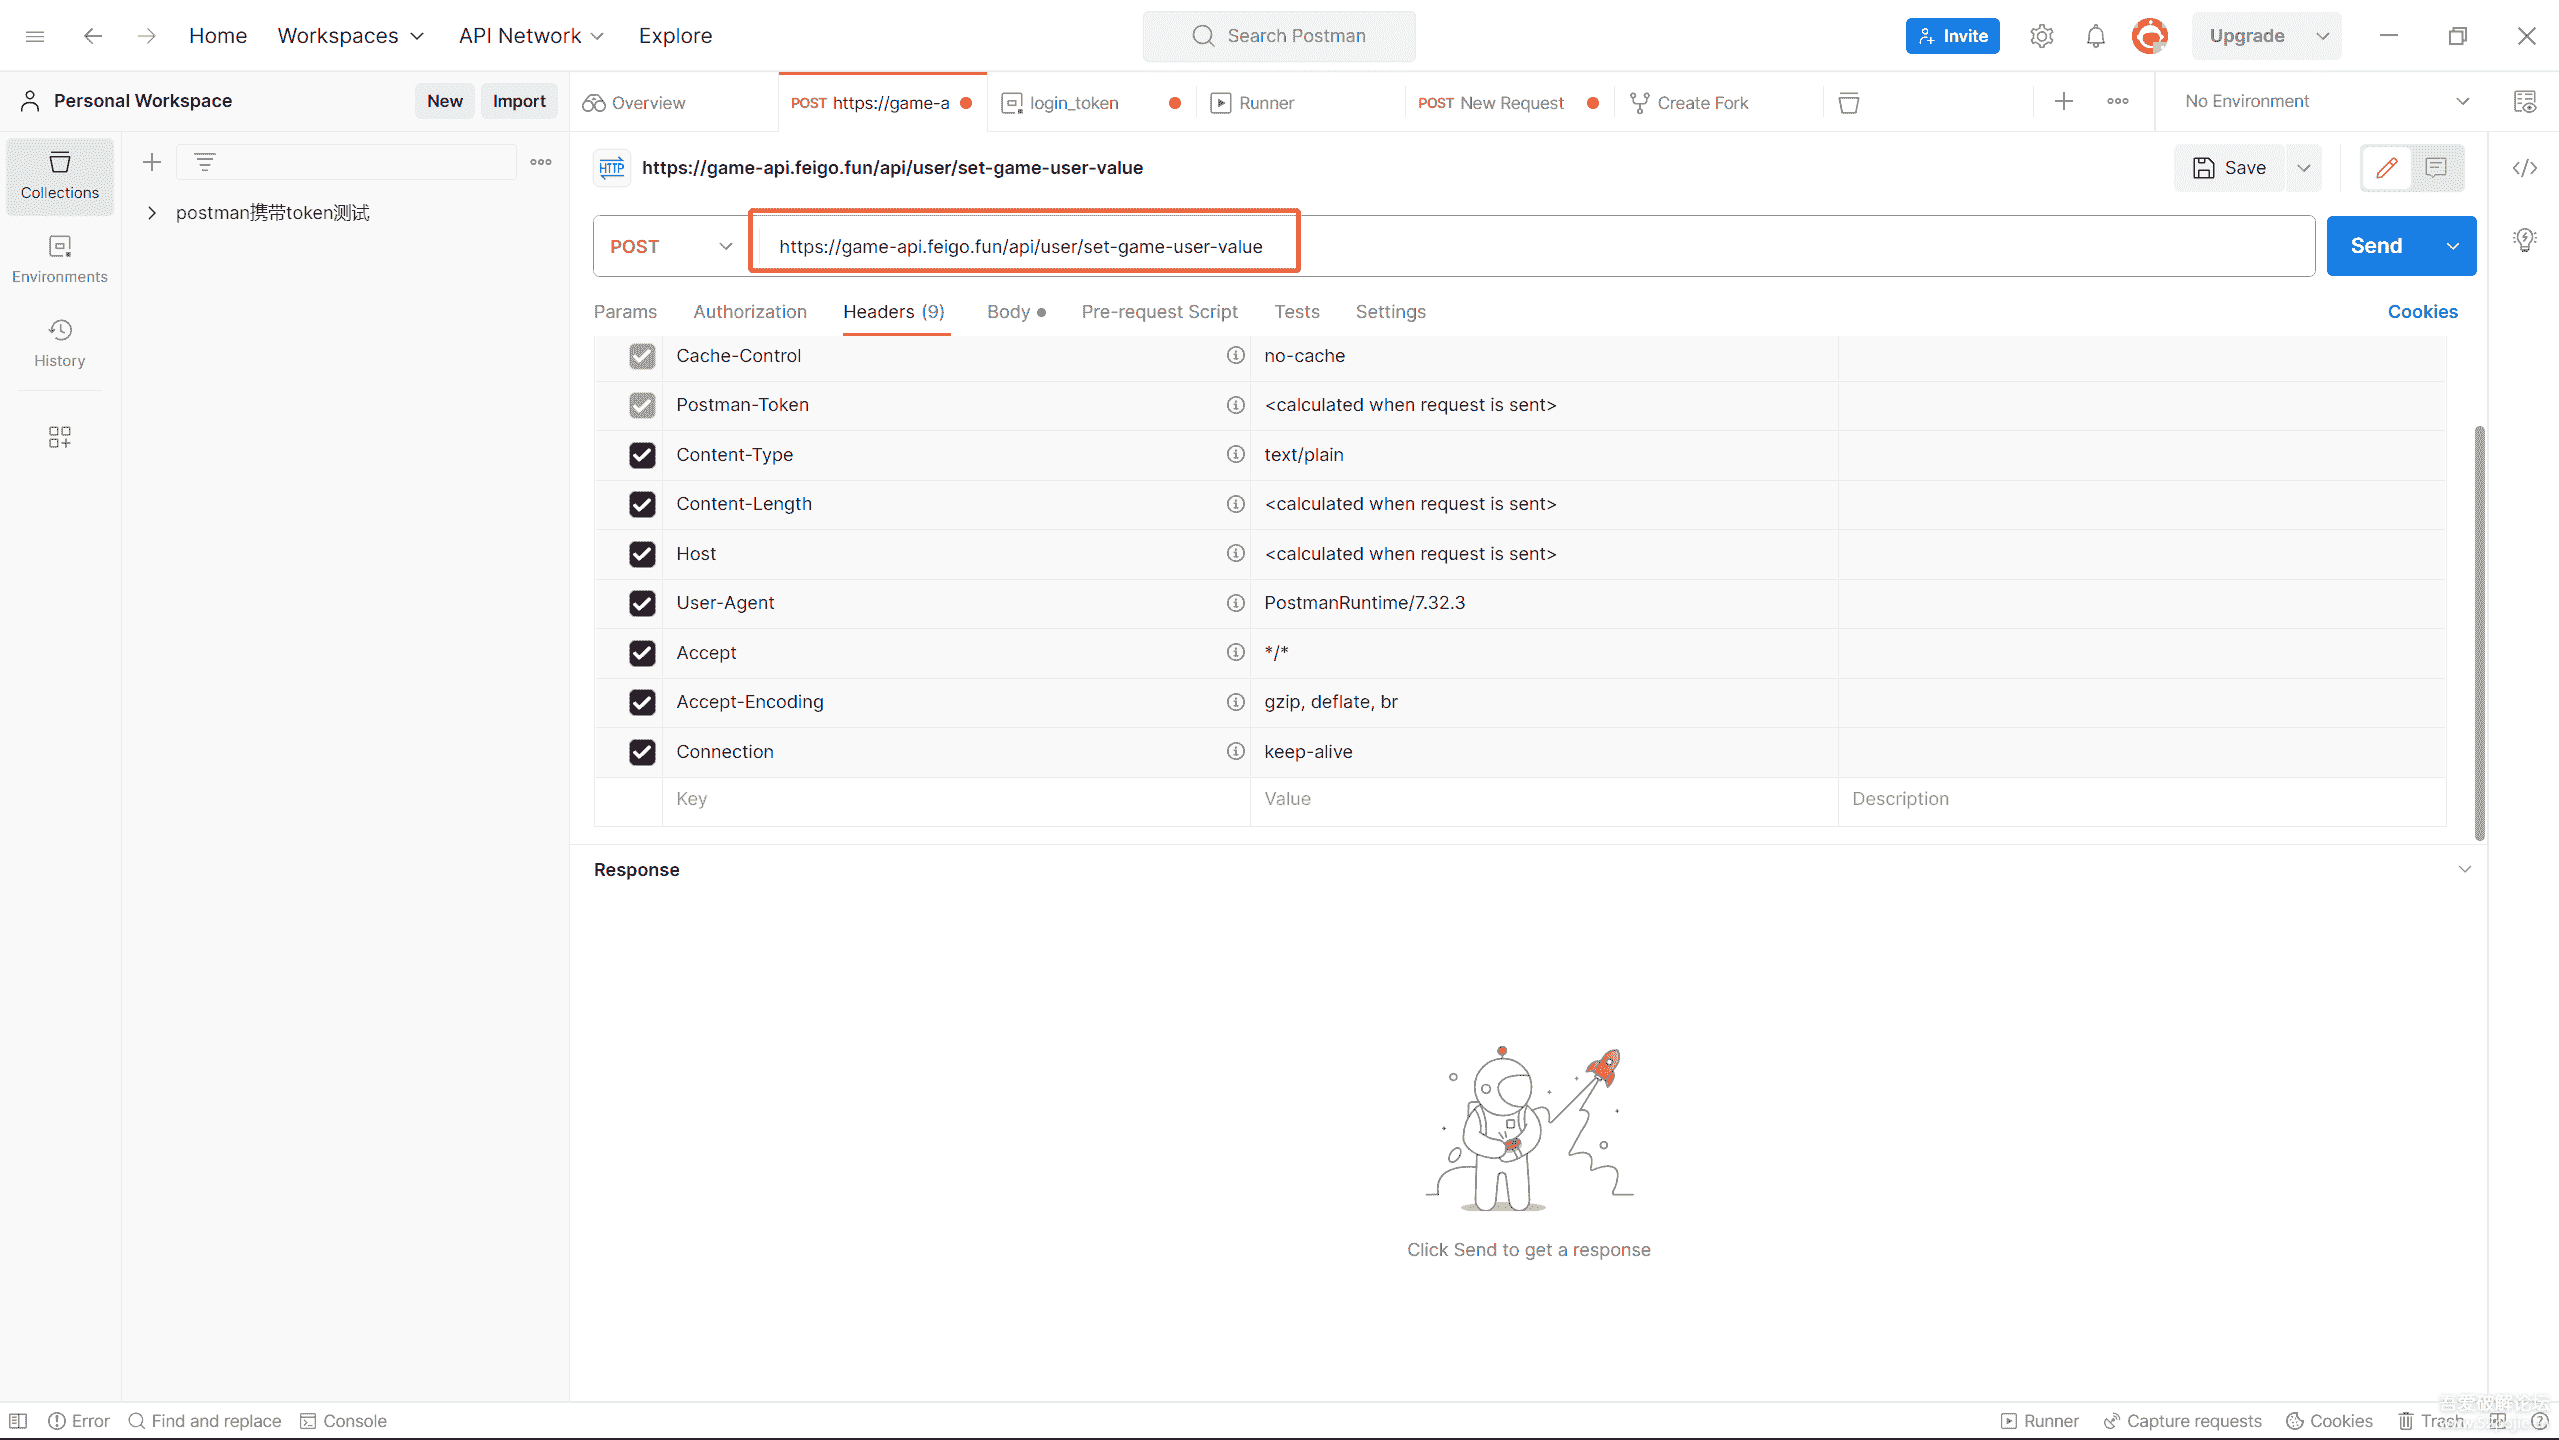 Home Workspaces API Network Explore Search Postman Invite Upgrade
Personal Workspace New Import Overview POST https://game-a login_token Runner POST New Request Create Fork No Environment
Collections
Environments
History
postman携带token测试
HTTP https://game-api.feigo.fun/api/user/set-game-user-value Save
POST https://game-api.feigo.fun/api/user/set-game-user-value Send
Params Authorization Headers (9) Body Pre-request Script Tests Settings Cookies
Cache-Control no-cache
Postman-Token <calculated when request is sent>
Content-Type text/plain
Content-Length <calculated when request is sent>
Host <calculated when request is sent>
User-Agent PostmanRuntime/7.32.3
Accept */*
Accept-Encoding gzip, deflate, br
Connection keep-alive
Key Value Description
Response
Click Send to get a response
Error Find and replace Console Runner Capture requests Cookies Trash
吾爱破解论坛